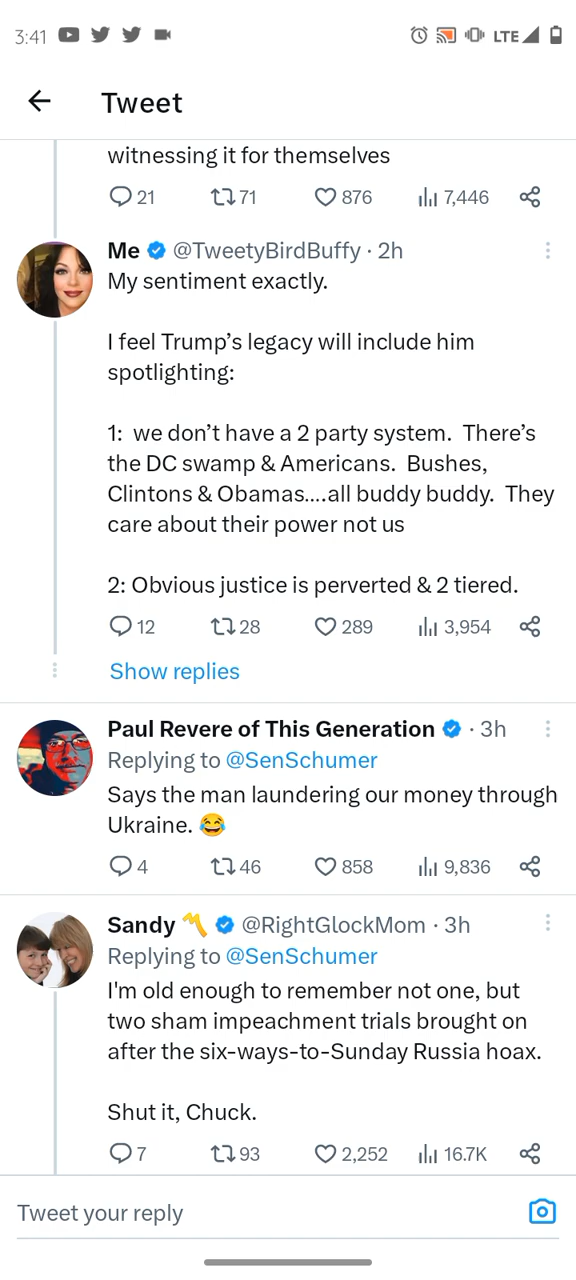 3:41
LTE
Tweet
witnessing it for themselves
21 71 876 7,446
Me @TweetyBirdBuffy · 2h
My sentiment exactly.
I feel Trump’s legacy will include him
spotlighting:
1:  we don’t have a 2 party system.  There’s
the DC swamp & Americans.  Bushes,
Clintons & Obamas....all buddy buddy.  They
care about their power not us
2: Obvious justice is perverted & 2 tiered.
12 28 289 3,954
Show replies
Paul Revere of This Generation · 3h
Replying to @SenSchumer
Says the man laundering our money through
Ukraine. 😂
4 46 858 9,836
Sandy 〽️ @RightGlockMom · 3h
Replying to @SenSchumer
I'm old enough to remember not one, but
two sham impeachment trials brought on
after the six-ways-to-Sunday Russia hoax.
Shut it, Chuck.
7 93 2,252 16.7K
Tweet your reply